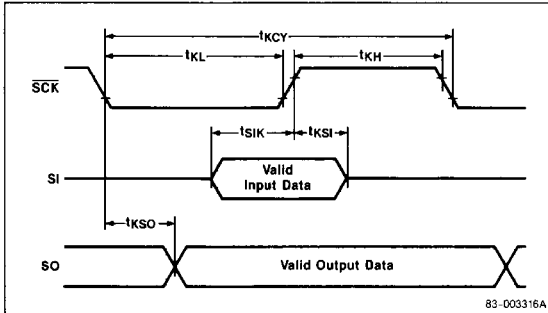 tKCY
tKL
tKH
SCK
tSIK
tKSI
SI
Valid
Input Data
tKSO
SO
Valid Output Data
83-003316A